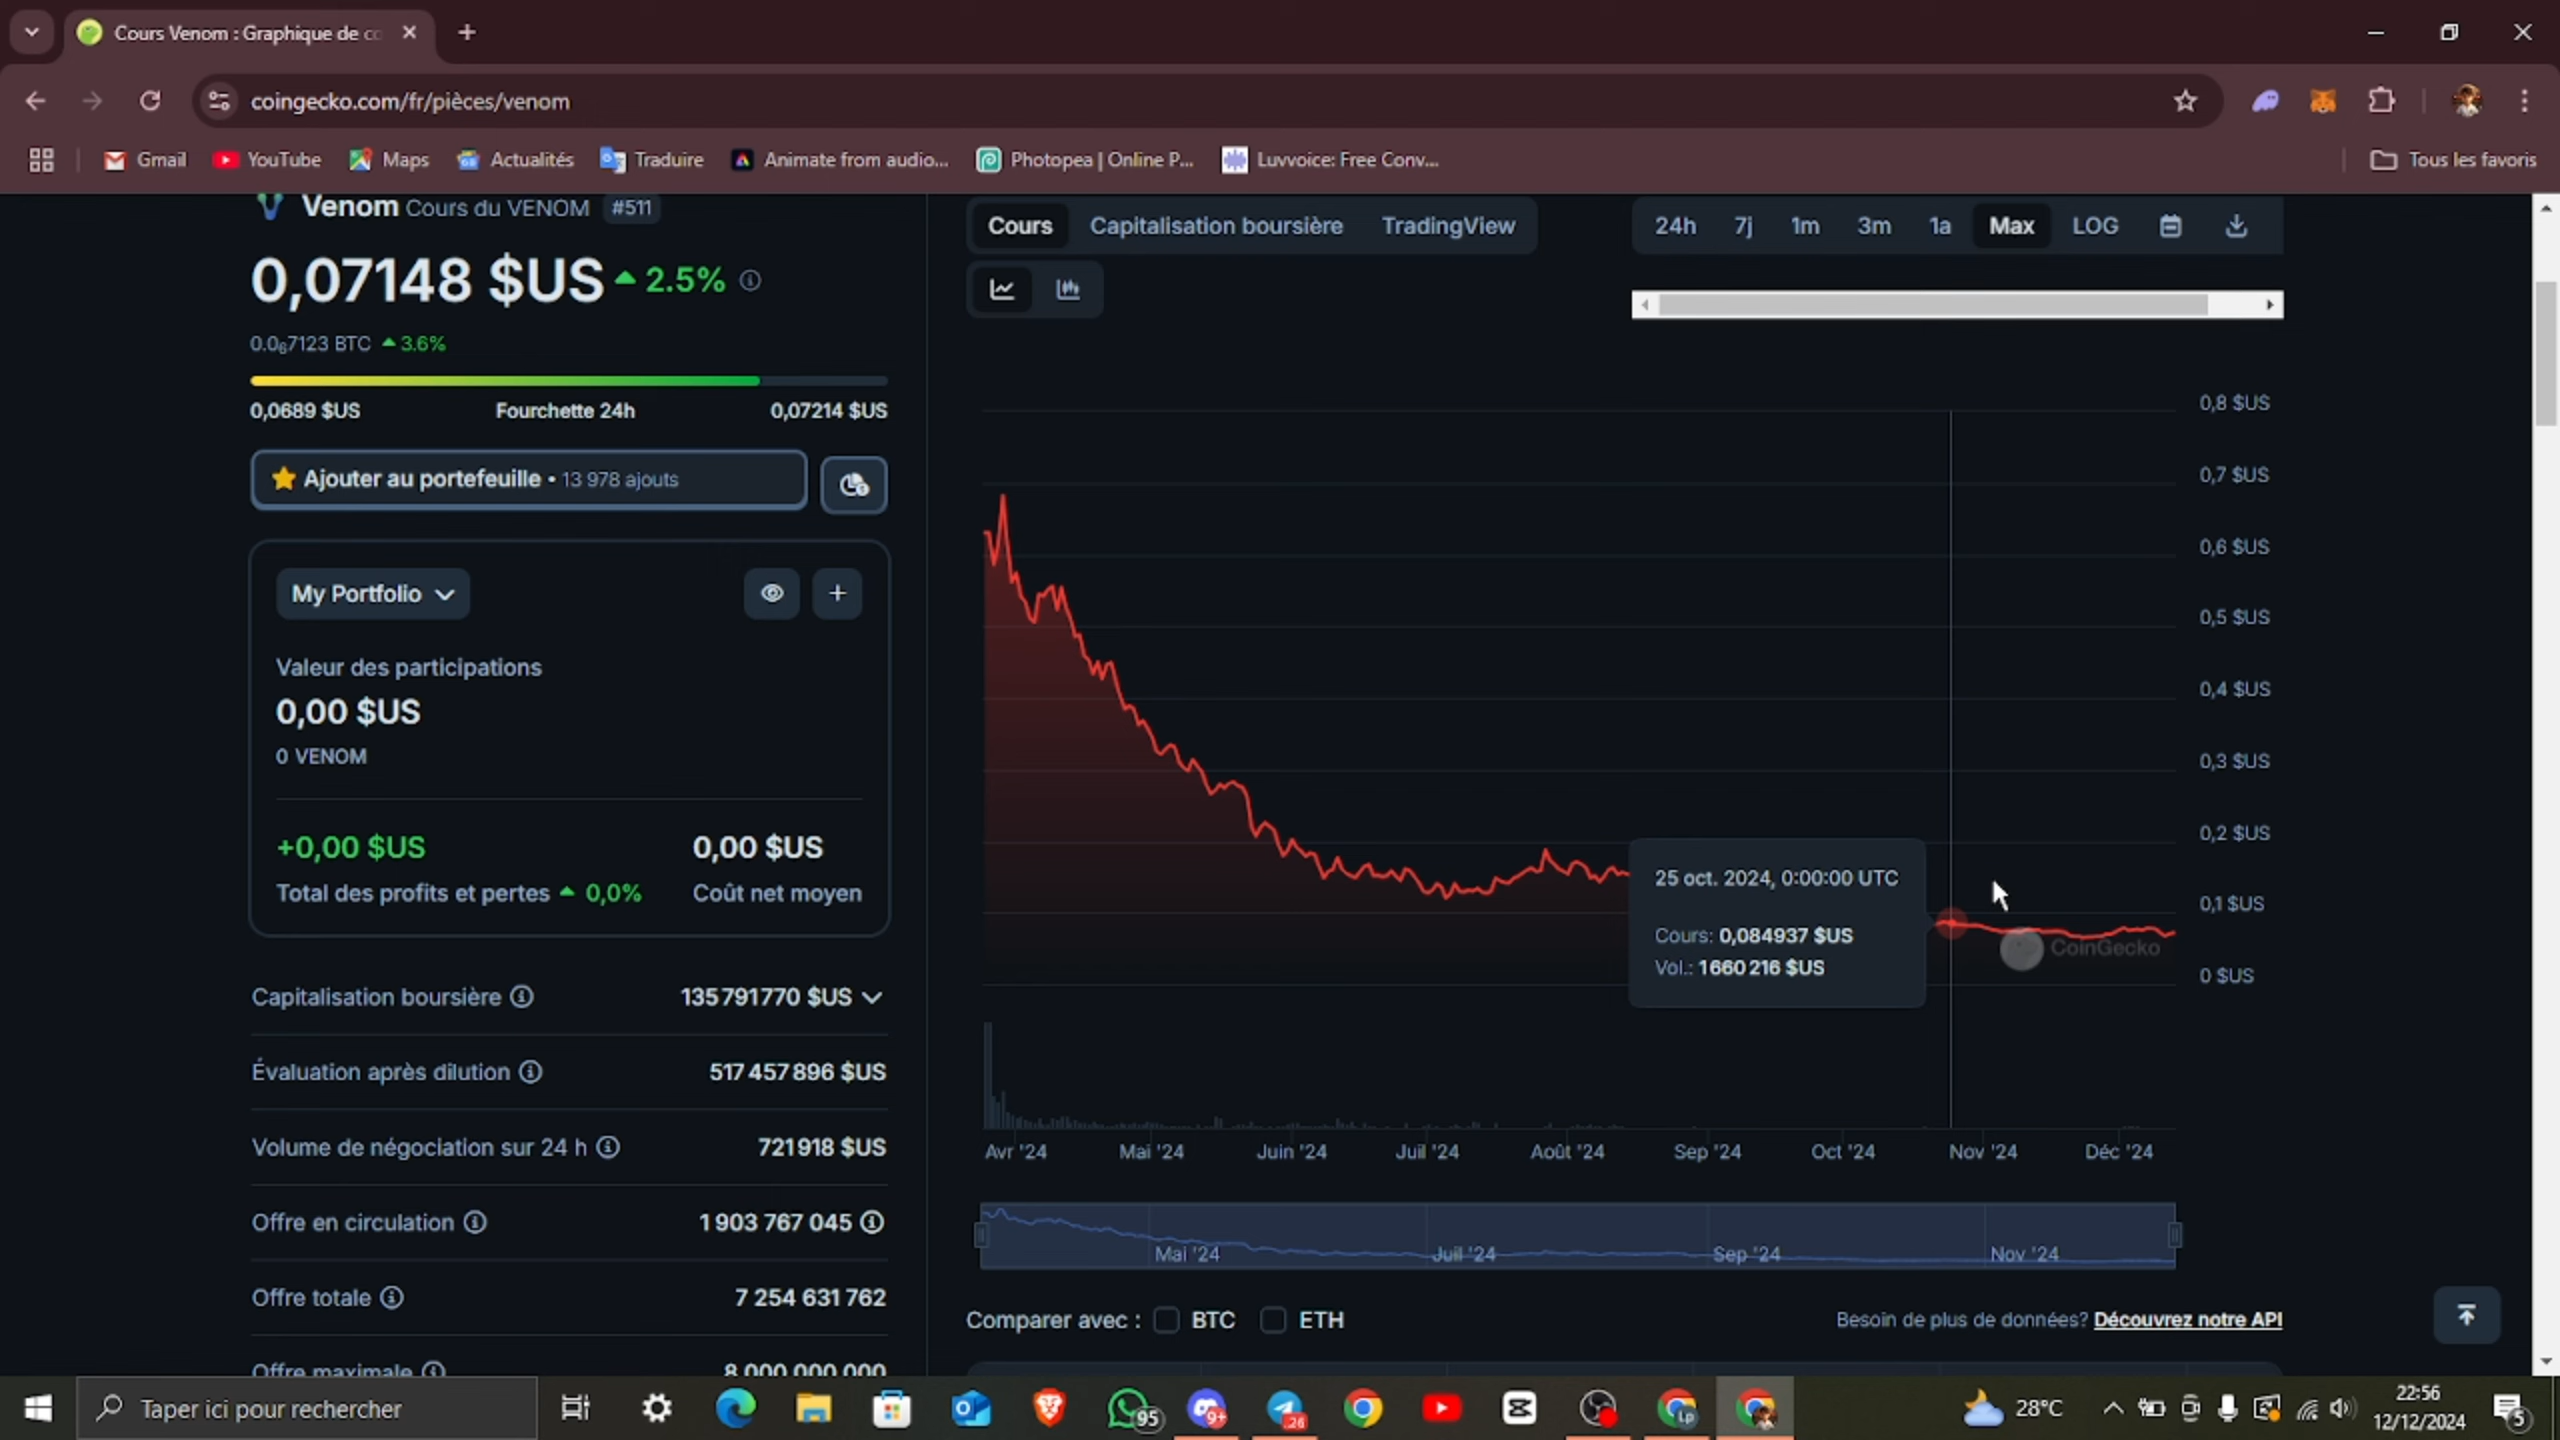 Cours Venom : Graphique de co
coingecko.com/fr/pièces/venom
Gmail
YouTube
Maps
Actualités
Traduire
Animate from audio...
Photopea | Online P...
Luvvoice: Free Conv...
Tous les favoris
Venom Cours du VENOM #511
0,07148 $US 2.5%
0.0₆7123 BTC 3.6%
0,0689 $US Fourchette 24h 0,07214 $US
Ajouter au portefeuille • 13 978 ajouts
My Portfolio
Valeur des participations
0,00 $US
0 VENOM
+0,00 $US 0,00 $US
Total des profits et pertes 0,0% Coût net moyen
Capitalisation boursière 135791770 $US
Évaluation après dilution 517457896 $US
Volume de négociation sur 24 h 721918 $US
Offre en circulation 1 903 767 045
Offre totale 7 254 631 762
Offre maximale 8 000 000 000
Cours Capitalisation boursière TradingView
24h 7j 1m 3m 1a Max LOG
0,8 $US
0,7 $US
0,6 $US
0,5 $US
0,4 $US
0,3 $US
0,2 $US
0,1 $US
0 $US
25 oct. 2024, 0:00:00 UTC
Cours: 0,084937 $US
Vol.: 1660216 $US
CoinGecko
Avr '24 Mai '24 Juin '24 Juil '24 Août '24 Sep '24 Oct '24 Nov '24 Déc '24
Mai '24 Juil '24 Sep '24 Nov '24
Comparer avec : BTC ETH
Besoin de plus de données? Découvrez notre API
Taper ici pour rechercher
95
9+
26
Lp
28°C
22:56
12/12/2024
5